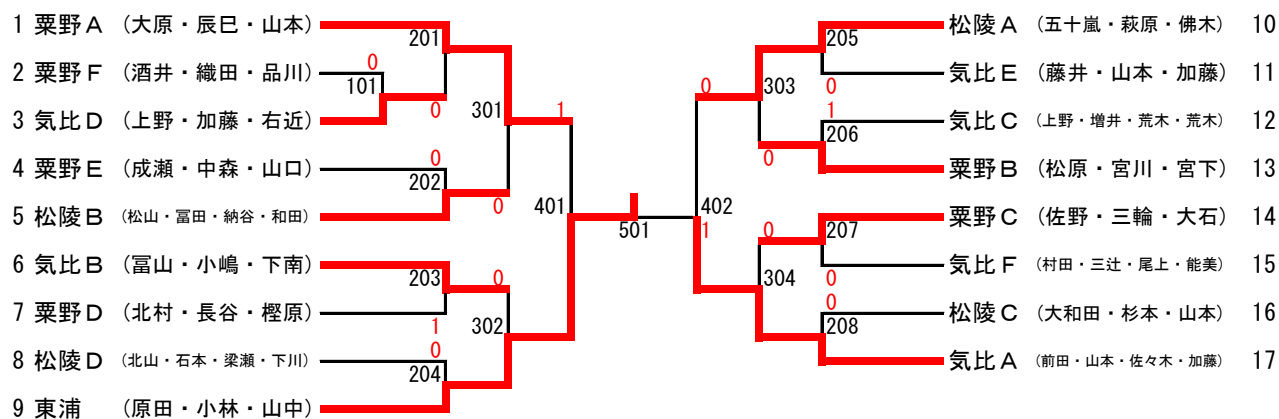 1 粟野A (大原・辰巳・山本)
201
0
2 粟野F (酒井・織田・品川)
101
0
3 気比D (上野・加藤・右近)
301
1
4 粟野E (成瀬・中森・山口)
0
202
0
5 松陵B (松山・冨田・納谷・和田)
401
501
6 気比B (冨山・小嶋・下南)
203
0
7 粟野D (北村・長谷・樫原)
1
302
8 松陵D (北山・石本・梁瀬・下川)
0
204
9 東浦 (原田・小林・山中)
松陵A (五十嵐・萩原・佛木) 10
205
0
303
気比E (藤井・山本・加藤) 11
0
気比C (上野・増井・荒木・荒木) 12
1
206
0
粟野B (松原・宮川・宮下) 13
402
1
粟野C (佐野・三輪・大石) 14
207
0
気比F (村田・三辻・尾上・能美) 15
0
304
松陵C (大和田・杉本・山本) 16
0
208
気比A (前田・山本・佐々木・加藤) 17